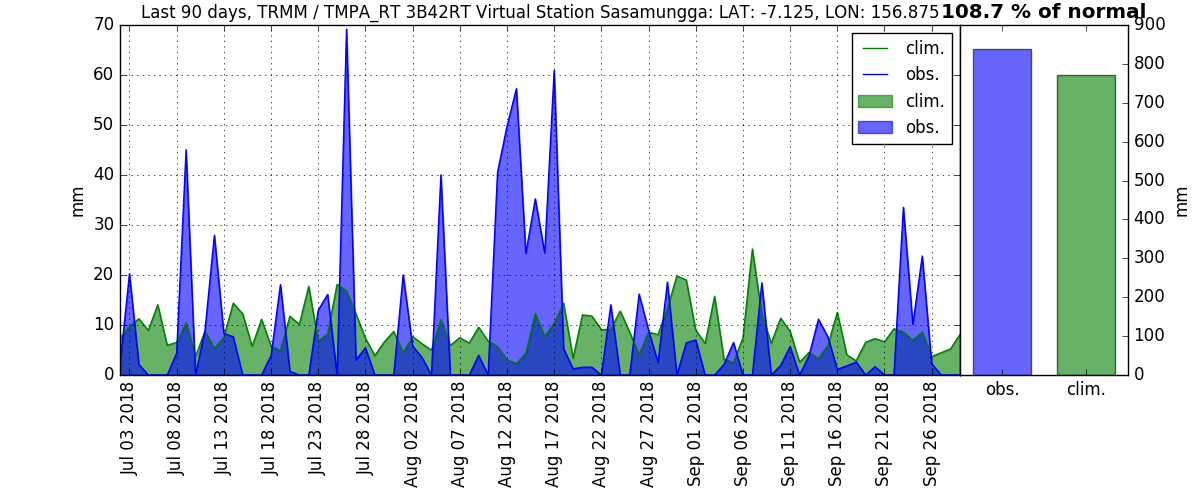 Last 90 days, TRMM / TMPA_RT 3B42RT Virtual Station Sasamungga: LAT: -7.125, LON: 156.875
108.7 % of normal
70
60
50
40
30
20
10
0
mm
clim.
obs.
clim.
obs.
900
800
700
600
500
400
300
200
100
0
mm
Jul 03 2018
Jul 08 2018
Jul 13 2018
Jul 18 2018
Jul 23 2018
Jul 28 2018
Aug 02 2018
Aug 07 2018
Aug 12 2018
Aug 17 2018
Aug 22 2018
Aug 27 2018
Sep 01 2018
Sep 06 2018
Sep 11 2018
Sep 16 2018
Sep 21 2018
Sep 26 2018
obs.
clim.